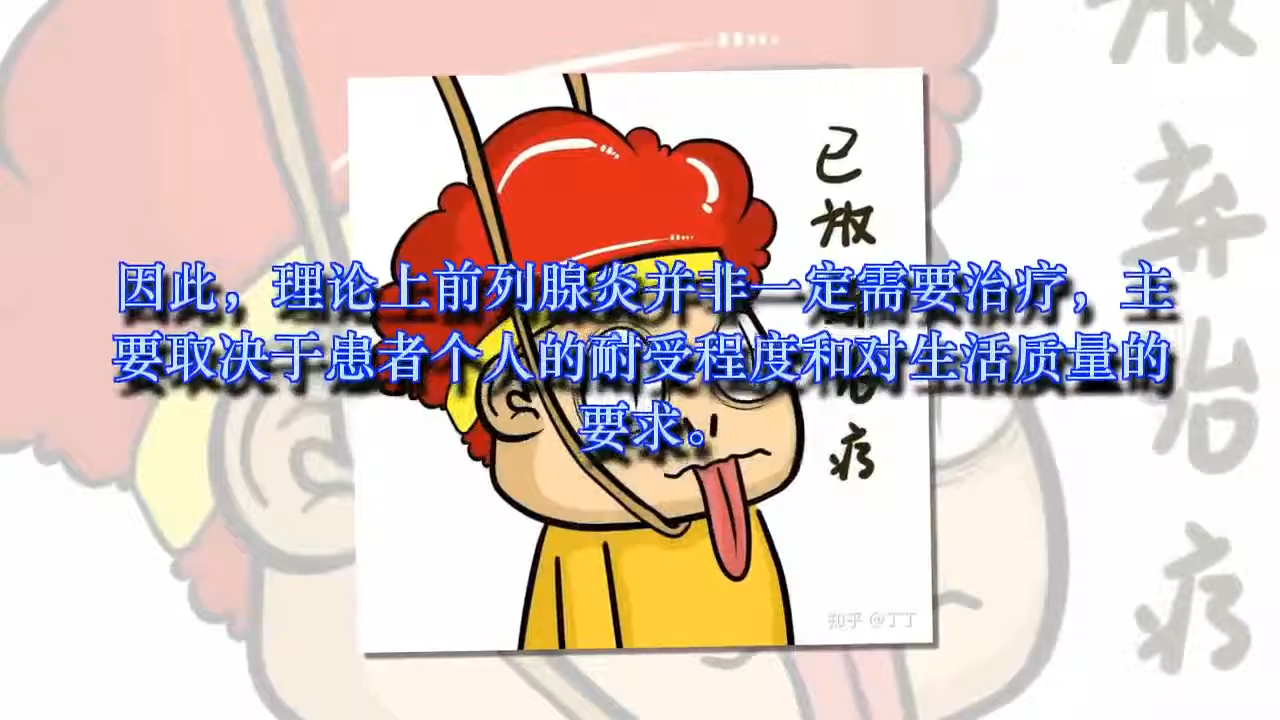 因此，理论上前列腺炎并非一定需要治疗，主
要取决于患者个人的耐受程度和对生活质量的
要求。
已
放
疗
知乎 @丁丁
放
弃
治
疗